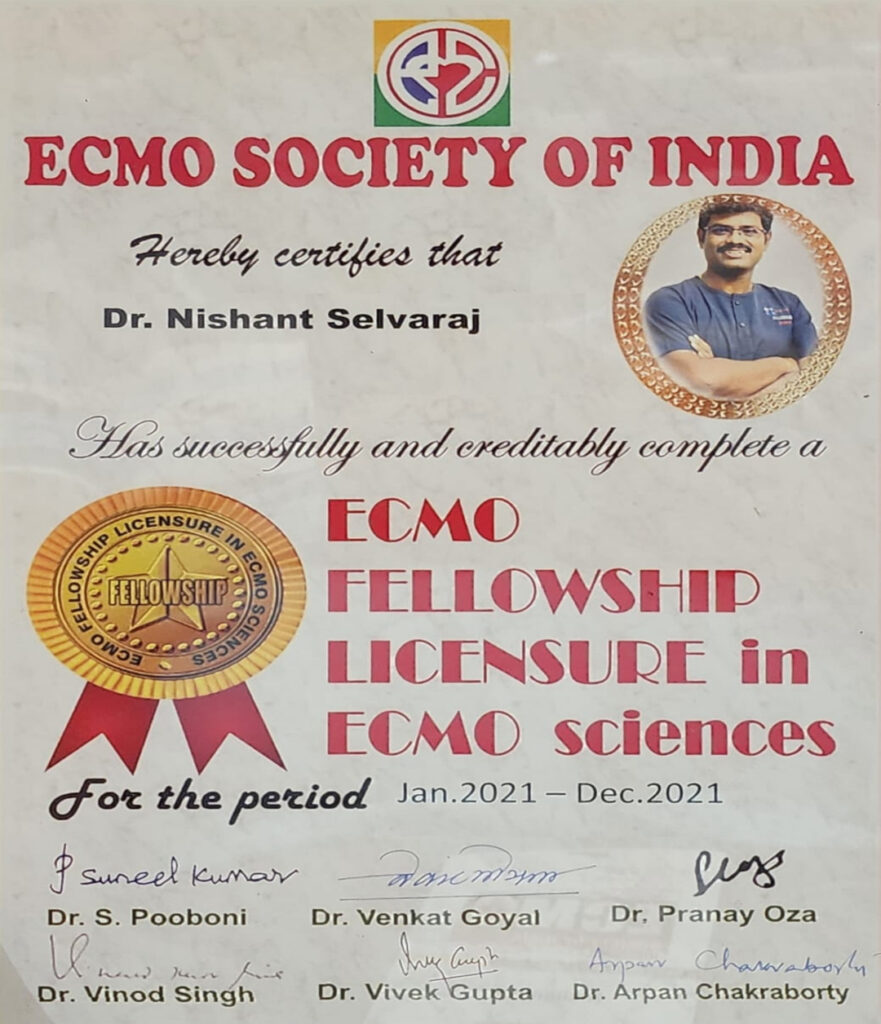 ECMO SOCIETY OF INDIA
Hereby certifies that
Dr. Nishant Selvaraj
Has successfully and creditably complete a
ECMO FELLOWSHIP LICENSURE IN ECMO SCIENCES
FELLOWSHIP
ECMO
FELLOWSHIP
LICENSURE in
ECMO sciences
For the period Jan.2021 – Dec.2021
P Suneel Kumar
Dr. S. Pooboni Dr. Venkat Goyal Dr. Pranay Oza
Arpan Chakraborty
Dr. Vinod Singh Dr. Vivek Gupta Dr. Arpan Chakraborty